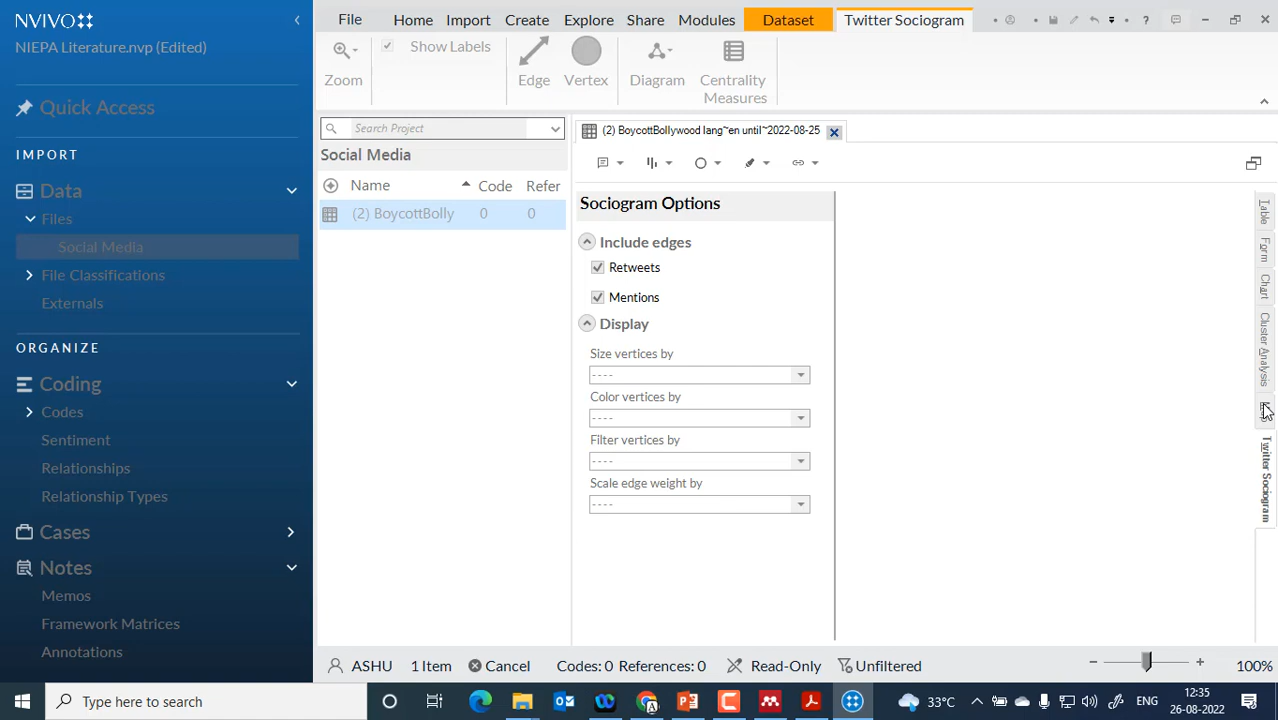 NVIVO
NIEPA Literature.nvp (Edited)
Quick Access
IMPORT
Data
Files
Social Media
File Classifications
Externals
ORGANIZE
Coding
Codes
Sentiment
Relationships
Relationship Types
Cases
Notes
Memos
Framework Matrices
Annotations
File Home Import Create Explore Share Modules Dataset Twitter Sociogram
Zoom
Show Labels
Edge Vertex
Diagram Centrality
Measures
Search Project
Social Media
Name Code Refer
(2) BoycottBolly 0 0
(2) BoycottBollywood lang~en until~2022-08-25
Sociogram Options
Include edges
Retweets
Mentions
Display
Size vertices by
----
Color vertices by
----
Filter vertices by
----
Scale edge weight by
----
Table
Form
Chart
Cluster Analysis
Twitter Sociogram
ASHU 1 Item Cancel Codes: 0 References: 0 Read-Only Unfiltered 100%
Type here to search
33°C ENG 12:35
26-08-2022